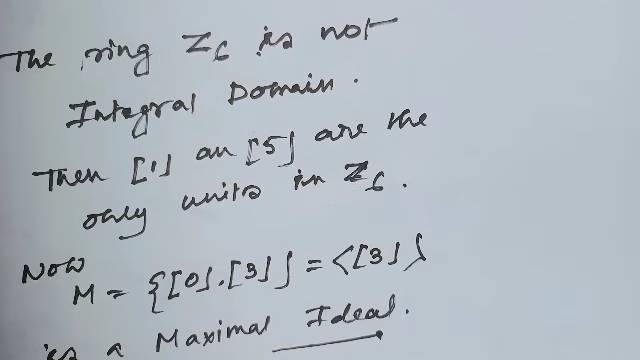 The ring Z₆ is not
Integral Domain.
Then [1] an [5] are the
only units in Z₆.
Now
M = {[0].[3]} = <[3]>
is a Maximal Ideal.